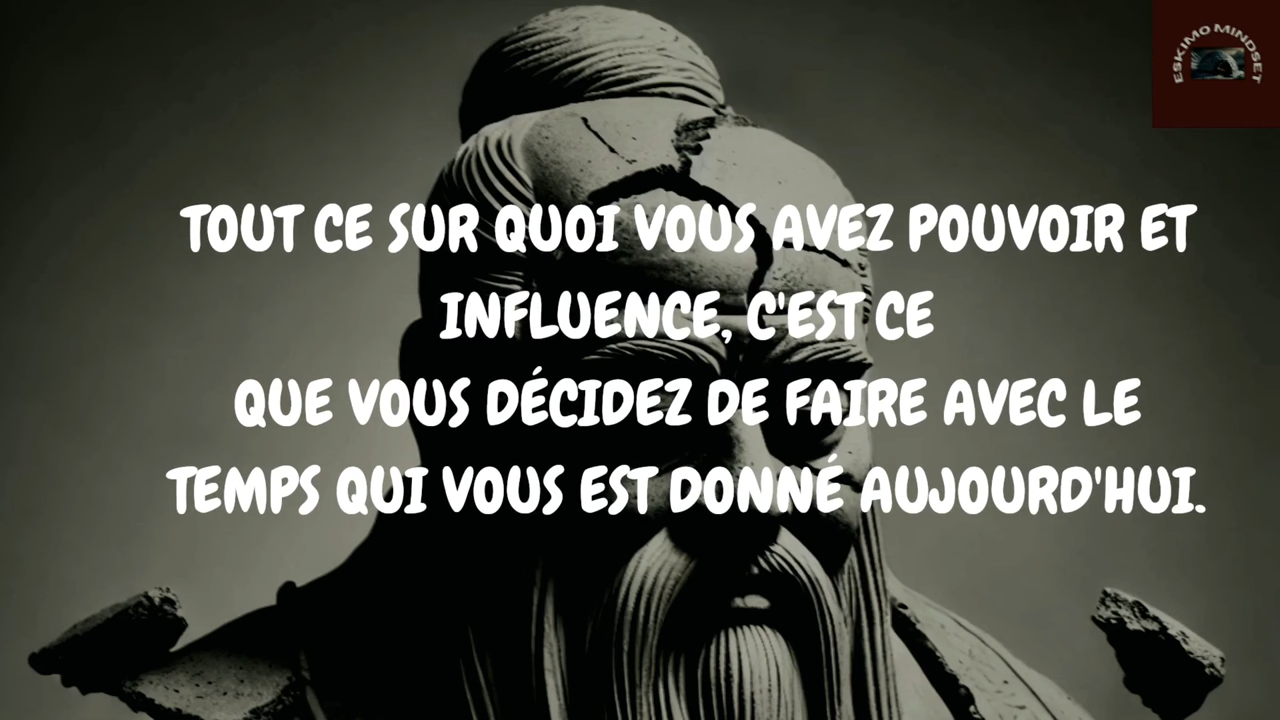 ESKIMO MINDSET
TOUT CE SUR QUOI VOUS AVEZ POUVOIR ET
INFLUENCE, C'EST CE
QUE VOUS DÉCIDEZ DE FAIRE AVEC LE
TEMPS QUI VOUS EST DONNÉ AUJOURD'HUI.